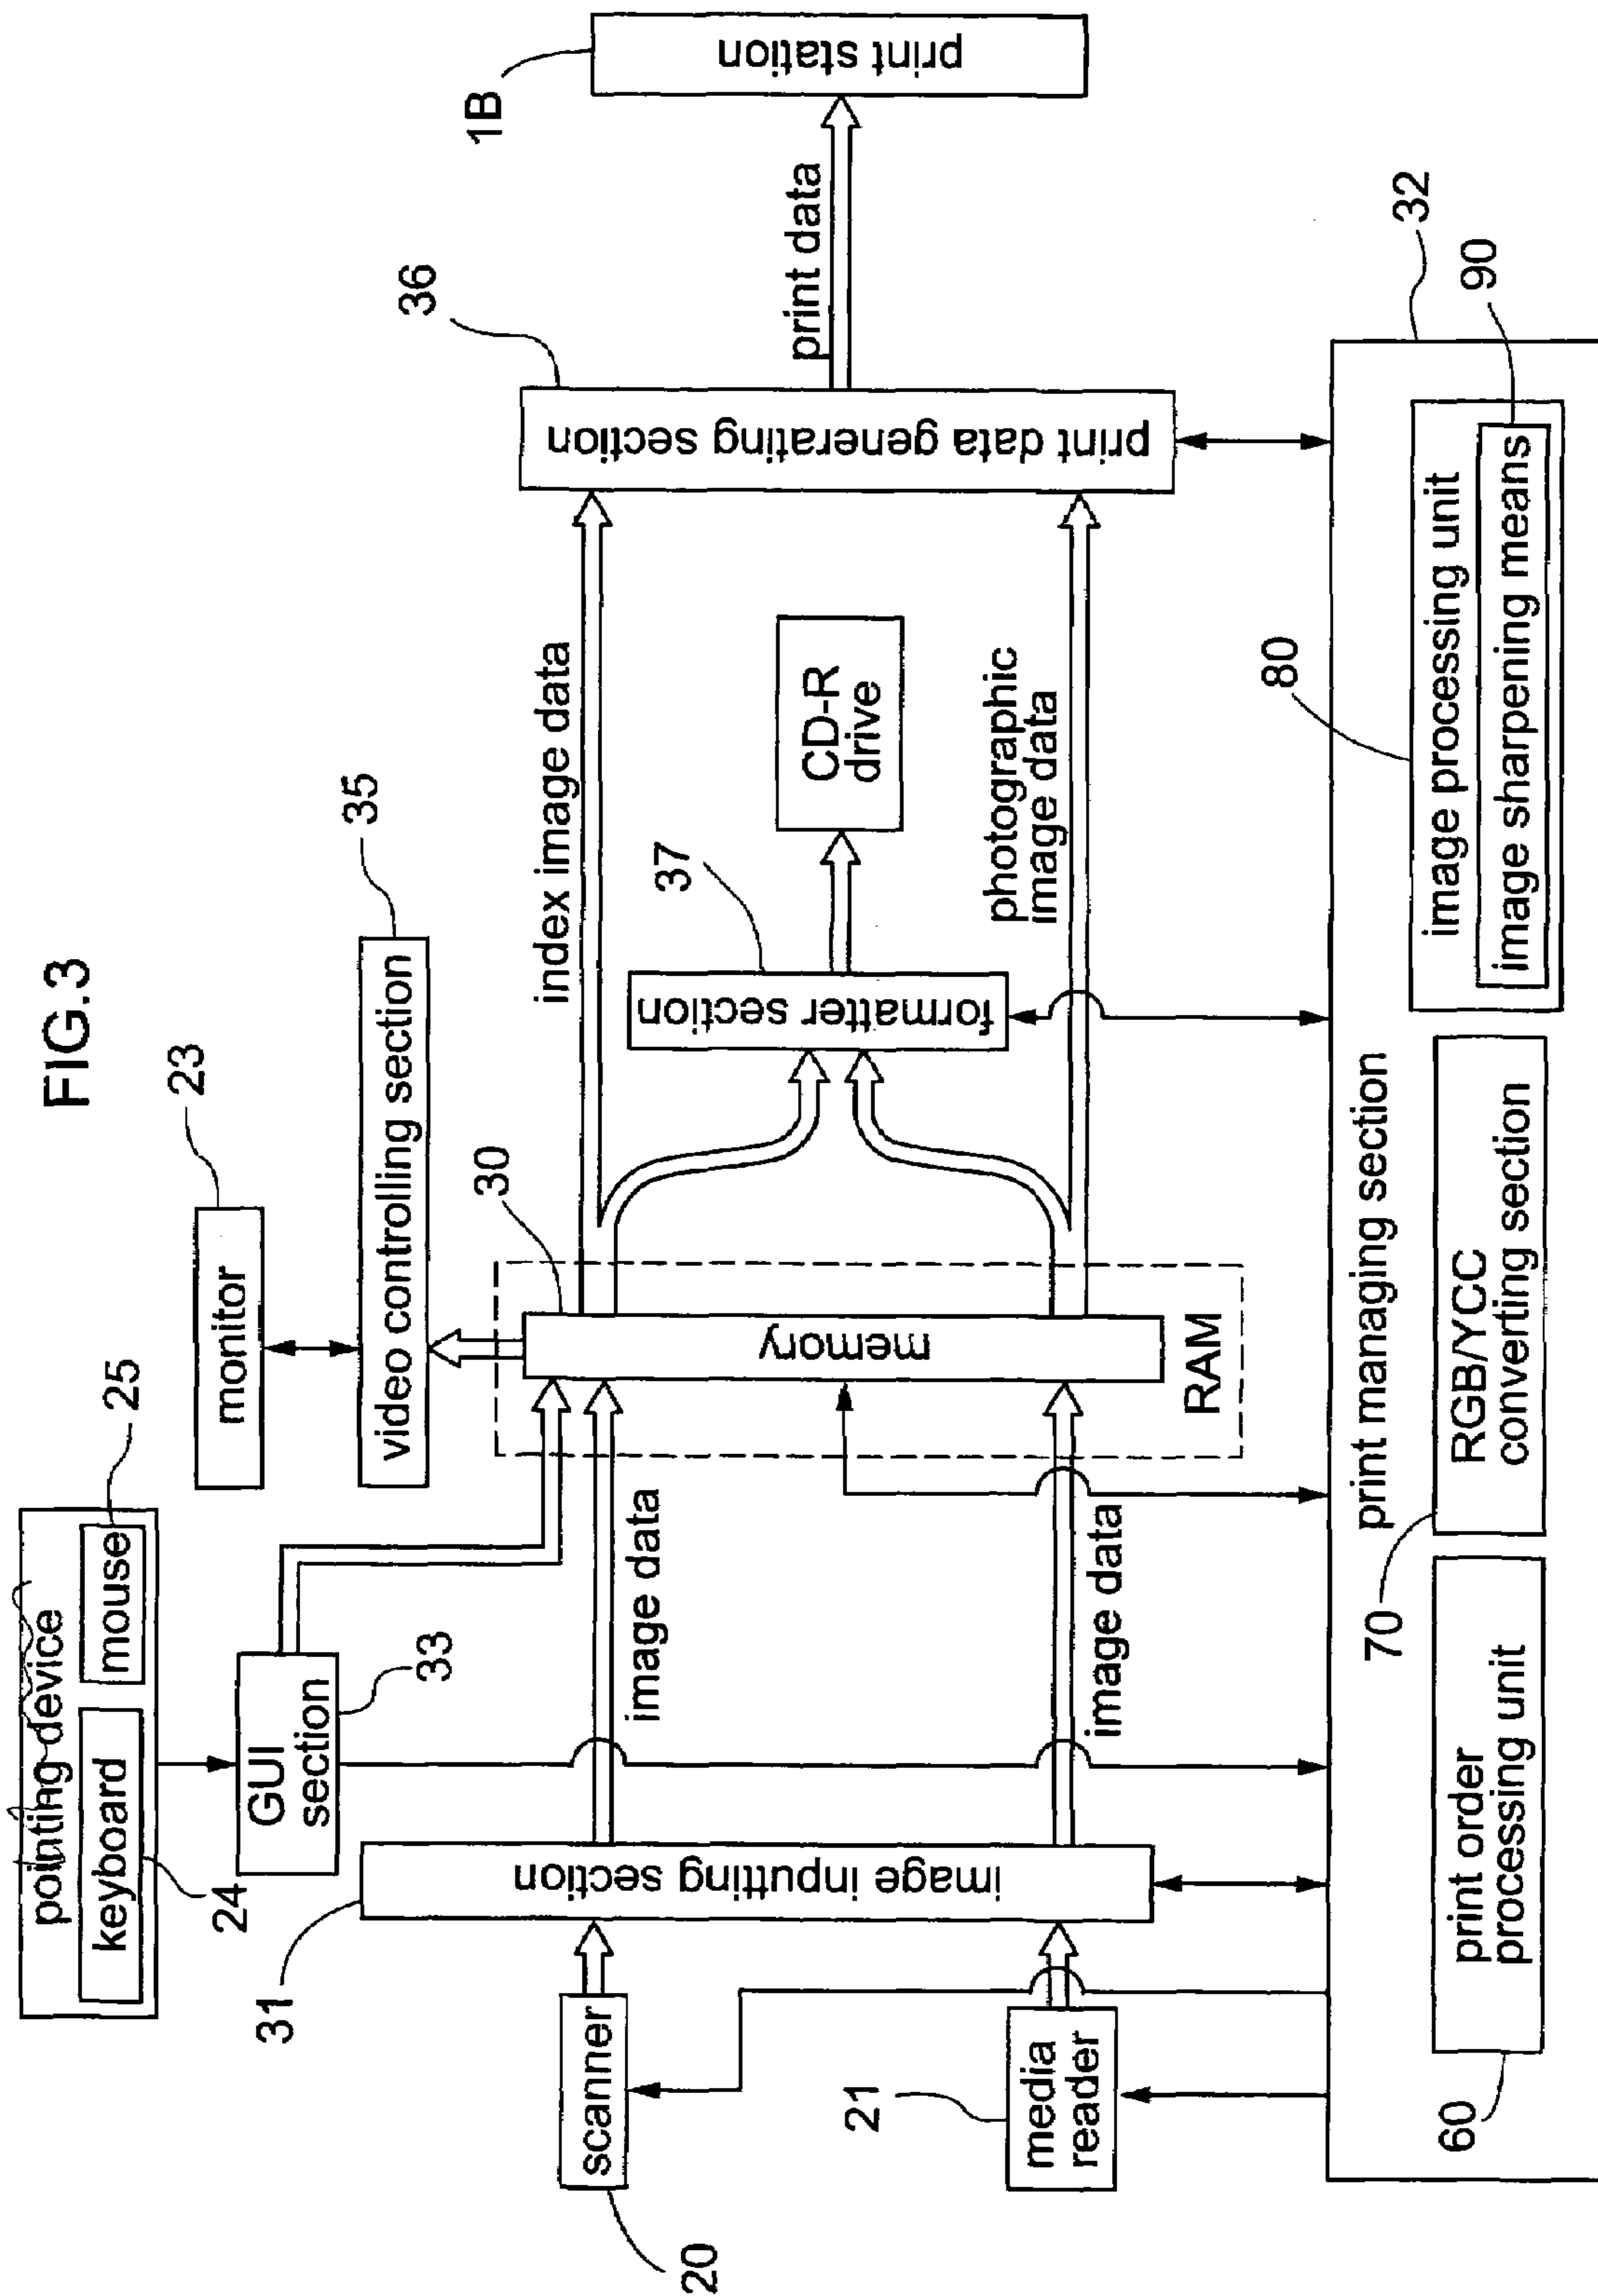 FIG.3
pointing device
keyboard
mouse
24
25
GUI
section
33
monitor
23
video controlling section
35
31
image inputting section
scanner
20
media
reader
21
image data
image data
30
memory
RAM
index image data
photographic
image data
formatter section
37
CD-R
drive
print data generating section
36
print data
print station
1B
print managing section
32
print order
processing unit
60
RGB/YCC
converting section
70
image processing unit
80
image sharpening means
90